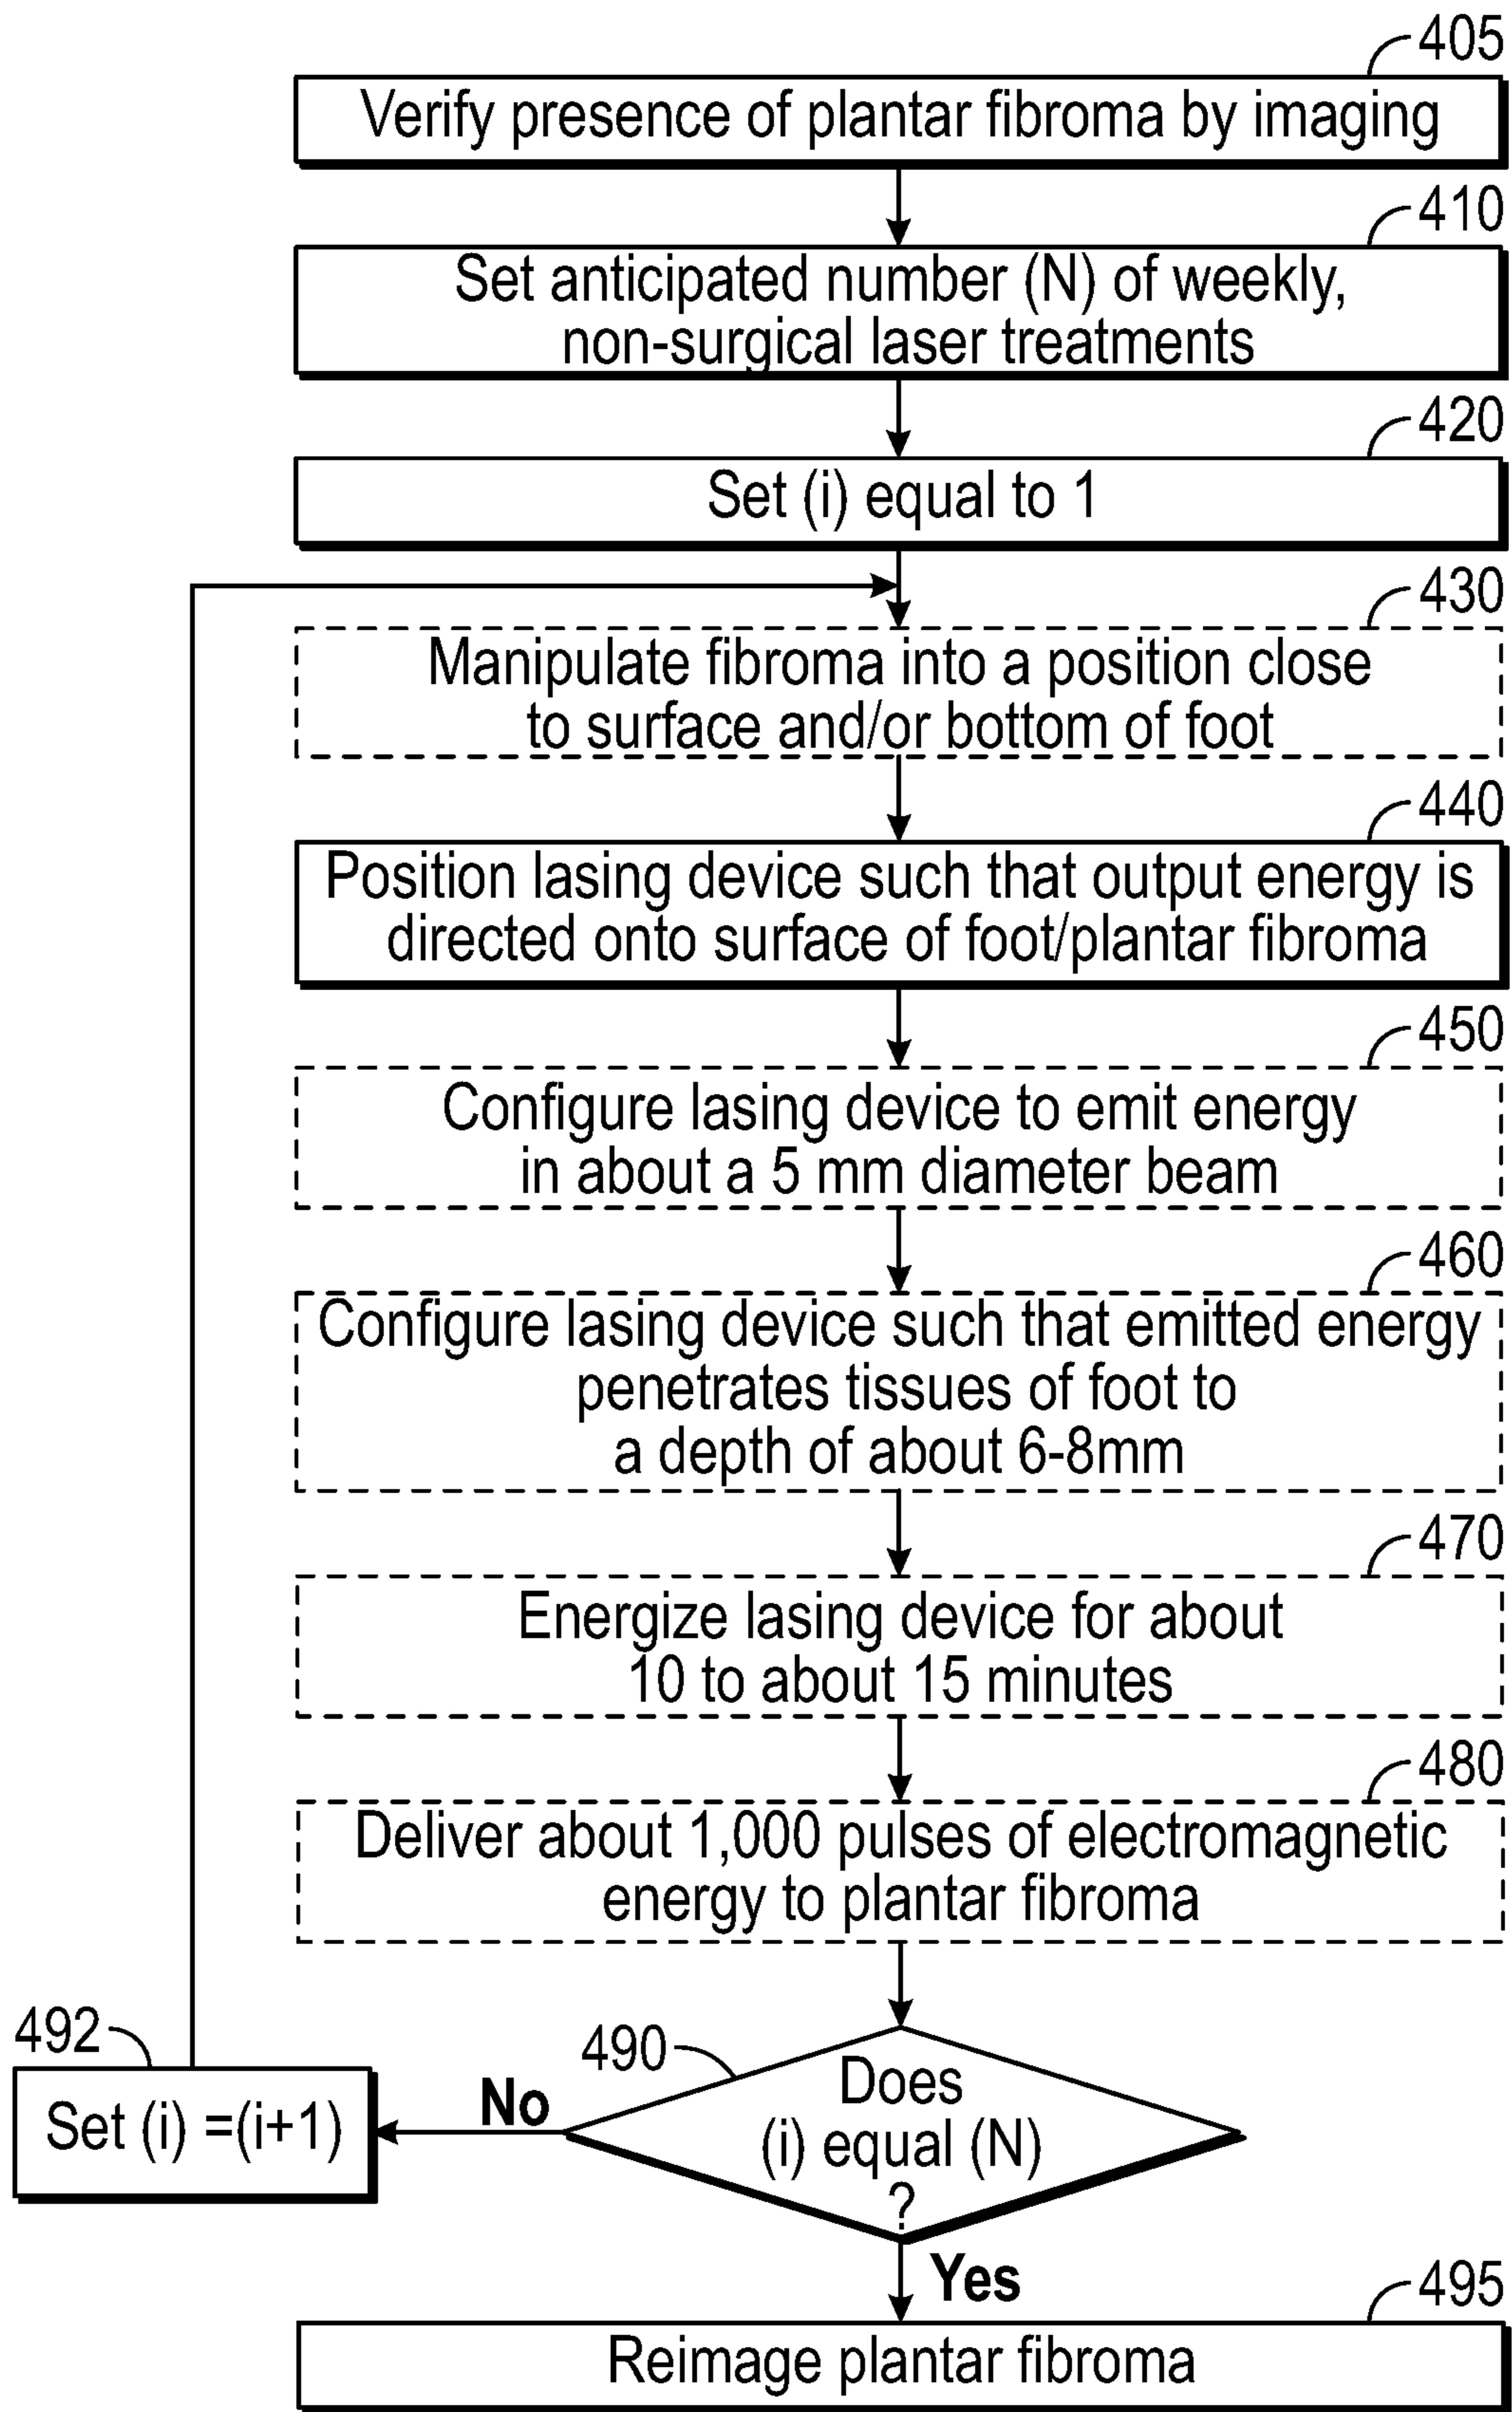 405
Verify presence of plantar fibroma by imaging
410
Set anticipated number (N) of weekly,
non-surgical laser treatments
420
Set (i) equal to 1
430
Manipulate fibroma into a position close
to surface and/or bottom of foot
440
Position lasing device such that output energy is
directed onto surface of foot/plantar fibroma
450
Configure lasing device to emit energy
in about a 5 mm diameter beam
460
Configure lasing device such that emitted energy
penetrates tissues of foot to
a depth of about 6-8mm
470
Energize lasing device for about
10 to about 15 minutes
480
Deliver about 1,000 pulses of electromagnetic
energy to plantar fibroma
490
Does
(i) equal (N)
?
No
492
Set (i) =(i+1)
Yes
495
Reimage plantar fibroma